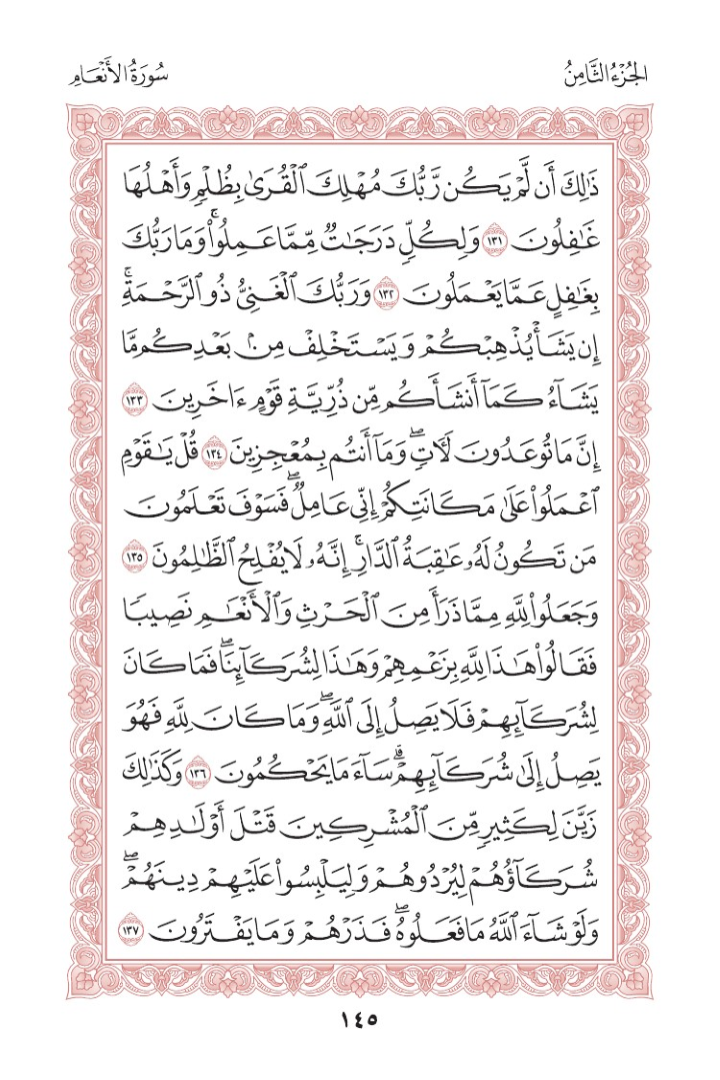 الجُزْءُ الثَّامِنُ
سُورَةُ الأَنْعَامِ
ذَٰلِكَ أَن لَّمْ يَكُن رَّبُّكَ مُهْلِكَ ٱلْقُرَىٰ بِظُلْمٍ وَأَهْلُهَا
غَٰفِلُونَ ١٣١ وَلِكُلٍّ دَرَجَٰتٌ مِّمَّا عَمِلُوا۟ۚ وَمَا رَبُّكَ
بِغَٰفِلٍ عَمَّا يَعْمَلُونَ ١٣٢ وَرَبُّكَ ٱلْغَنِىُّ ذُو ٱلرَّحْمَةِۚ
إِن يَشَأْ يُذْهِبْكُمْ وَيَسْتَخْلِفْ مِنۢ بَعْدِكُم مَّا
يَشَآءُ كَمَآ أَنشَأَكُم مِّن ذُرِّيَّةِ قَوْمٍ ءَاخَرِينَ ١٣٣
إِنَّ مَا تُوعَدُونَ لَءَاتٍۖ وَمَآ أَنتُم بِمُعْجِزِينَ ١٣٤ قُلْ يَٰقَوْمِ
ٱعْمَلُوا۟ عَلَىٰ مَكَانَتِكُمْ إِنِّى عَامِلٌۖ فَسَوْفَ تَعْلَمُونَ
مَن تَكُونُ لَهُۥ عَٰقِبَةُ ٱلدَّارِۚ إِنَّهُۥ لَا يُفْلِحُ ٱلظَّٰلِمُونَ ١٣٥
وَجَعَلُوا۟ لِلَّهِ مِمَّا ذَرَأَ مِنَ ٱلْحَرْثِ وَٱلْأَنْعَٰمِ نَصِيبًا
فَقَالُوا۟ هَٰذَا لِلَّهِ بِزَعْمِهِمْ وَهَٰذَا لِشُرَكَآئِنَاۖ فَمَا كَانَ
لِشُرَكَآئِهِمْ فَلَا يَصِلُ إِلَى ٱللَّهِۖ وَمَا كَانَ لِلَّهِ فَهُوَ
يَصِلُ إِلَىٰ شُرَكَآئِهِمْۗ سَآءَ مَا يَحْكُمُونَ ١٣٦ وَكَذَٰلِكَ
زَيَّنَ لِكَثِيرٍ مِّنَ ٱلْمُشْرِكِينَ قَتْلَ أَوْلَٰدِهِمْ
شُرَكَآؤُهُمْ لِيُرْدُوهُمْ وَلِيَلْبِسُوا۟ عَلَيْهِمْ دِينَهُمْۖ
وَلَوْ شَآءَ ٱللَّهُ مَا فَعَلُوهُۖ فَذَرْهُمْ وَمَا يَفْتَرُونَ ١٣٧
١٤٥